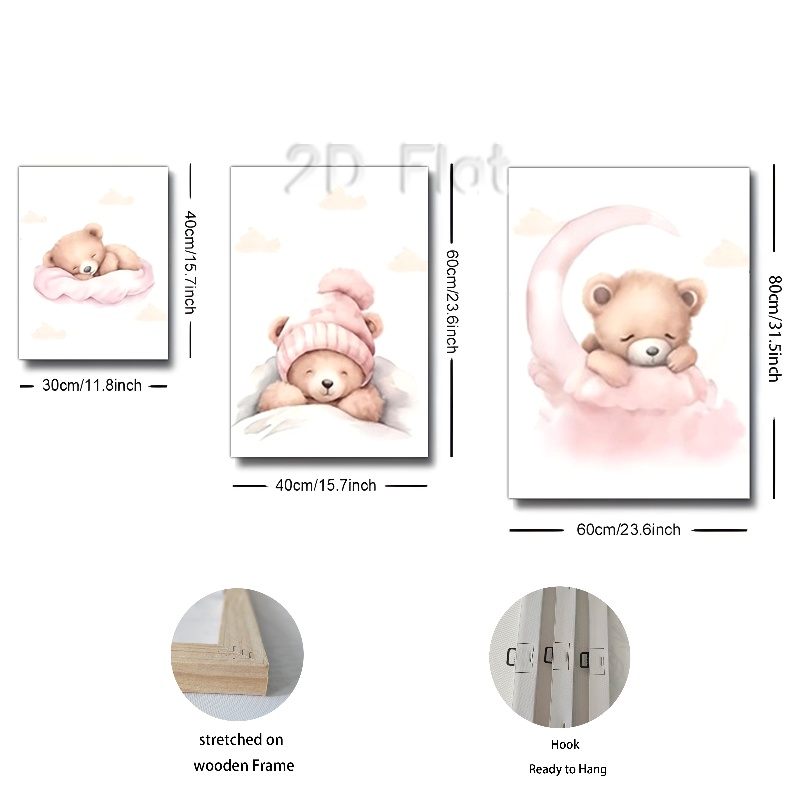 2D Flat
40cm/15.7inch
30cm/11.8inch
60cm/23.6inch
40cm/15.7inch
80cm/31.5inch
60cm/23.6inch
stretched on
wooden Frame
Hook
Ready to Hang